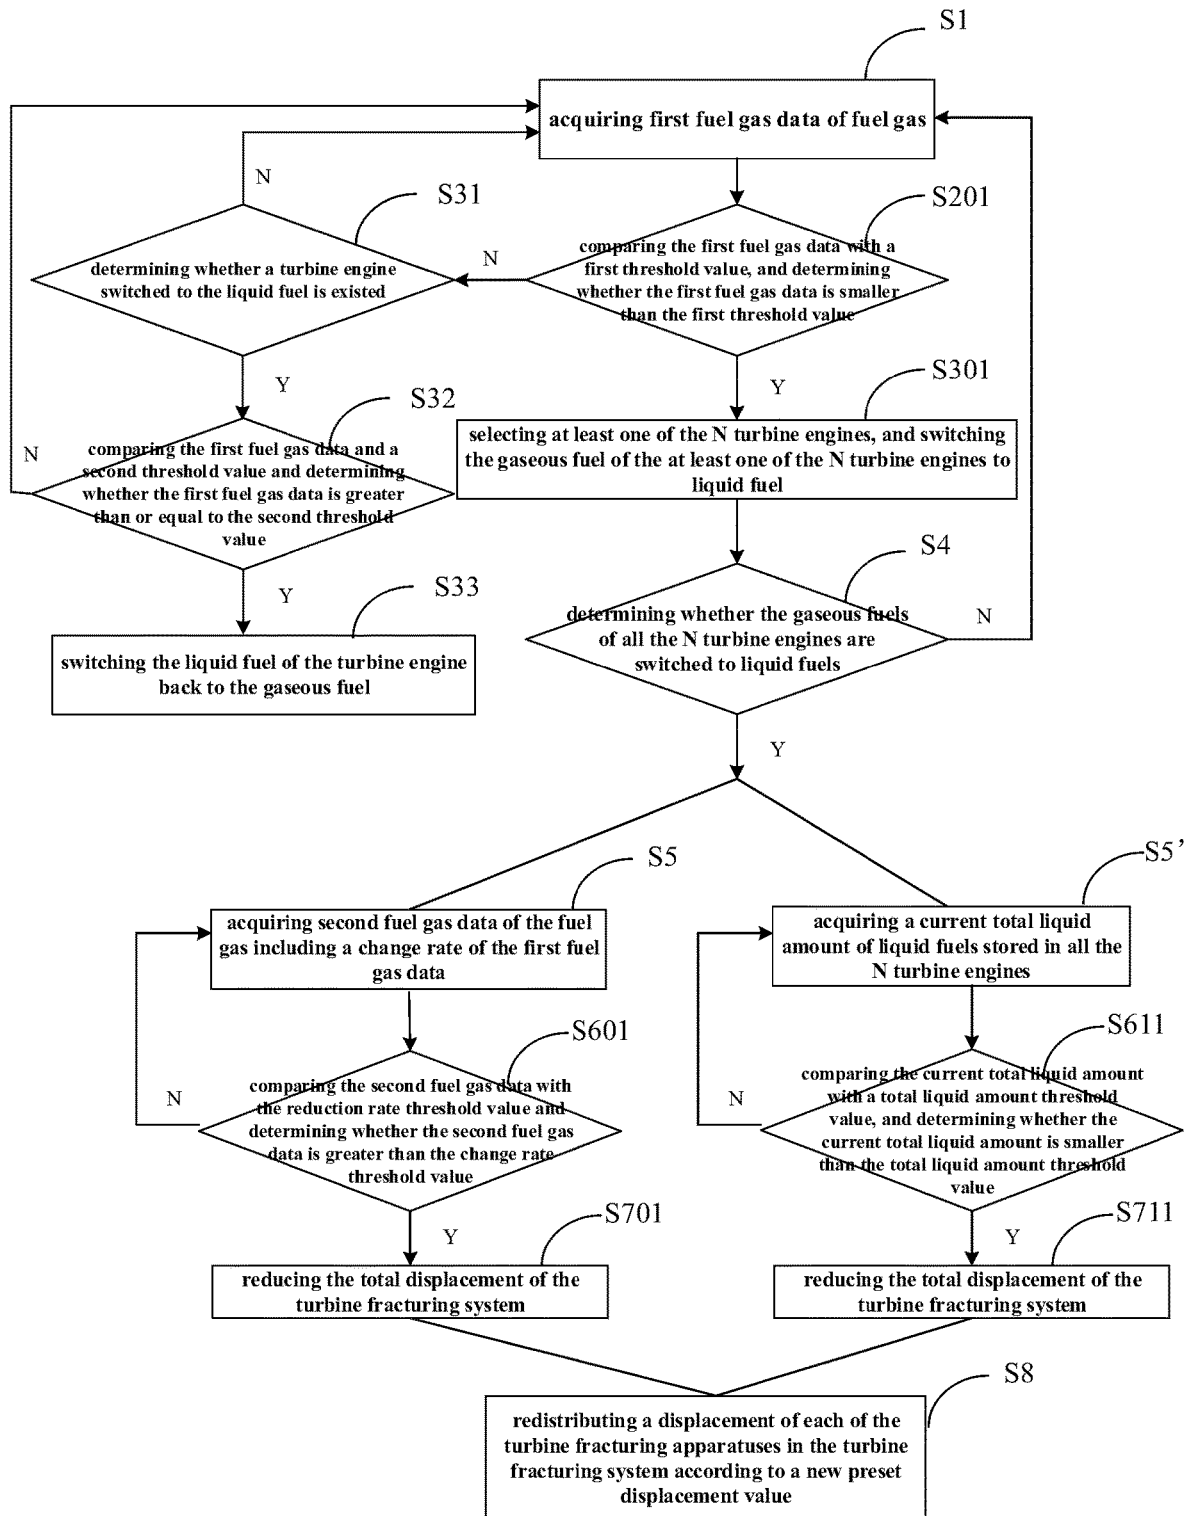 S1
acquiring first fuel gas data of fuel gas
N
S31
S201
determining whether a turbine engine
switched to the liquid fuel is existed
N
comparing the first fuel gas data with a
first threshold value, and determining
whether the first fuel gas data is smaller
than the first threshold value
Y
Y
S32
S301
N
comparing the first fuel gas data and a
second threshold value and determining
whether the first fuel gas data is greater
than or equal to the second threshold
value
selecting at least one of the N turbine engines, and switching
the gaseous fuel of the at least one of the N turbine engines to
liquid fuel
Y
S33
S4
switching the liquid fuel of the turbine engine
back to the gaseous fuel
determining whether the gaseous fuels
of all the N turbine engines are
switched to liquid fuels
N
Y
S5
S5’
acquiring second fuel gas data of the fuel
gas including a change rate of the first fuel
gas data
acquiring a current total liquid
amount of liquid fuels stored in all the
N turbine engines
S601
S611
N
comparing the second fuel gas data with
the reduction rate threshold value and
determining whether the second fuel gas
data is greater than the change rate
threshold value
N
comparing the current total liquid amount
with a total liquid amount threshold
value, and determining whether the
current total liquid amount is smaller
than the total liquid amount threshold
value
Y
S701
Y
S711
reducing the total displacement of the
turbine fracturing system
reducing the total displacement of the
turbine fracturing system
S8
redistributing a displacement of each of the
turbine fracturing apparatuses in the turbine
fracturing system according to a new preset
displacement value